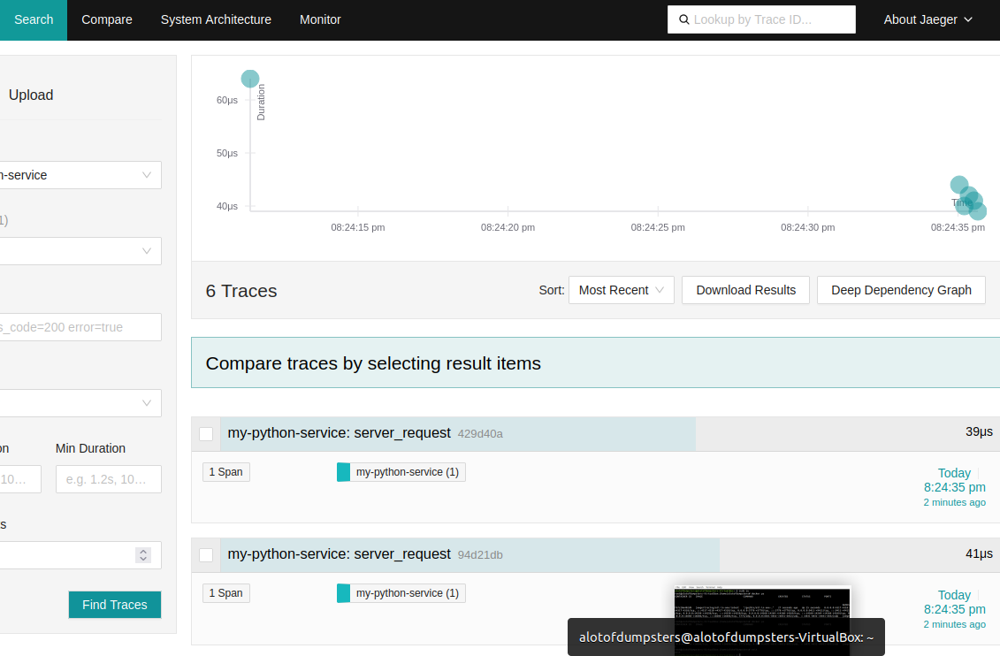 Search Compare System Architecture Monitor Lookup by Trace ID... About Jaeger
Upload
n-service
1)
s_code=200 error=true
on Min Duration
10… e.g. 1.2s, 10…
s
Find Traces
Duration
60μs
50μs
40μs
Time
08:24:15 pm 08:24:20 pm 08:24:25 pm 08:24:30 pm 08:24:35 pm
6 Traces Sort: Most Recent Download Results Deep Dependency Graph
Compare traces by selecting result items
my-python-service: server_request 429d40a 39μs
1 Span my-python-service (1) Today
8:24:35 pm
2 minutes ago
my-python-service: server_request 94d21db 41μs
1 Span my-python-service (1) Today
8:24:35 pm
2 minutes ago
alotofdumpsters@alotofdumpsters-VirtualBox: ~